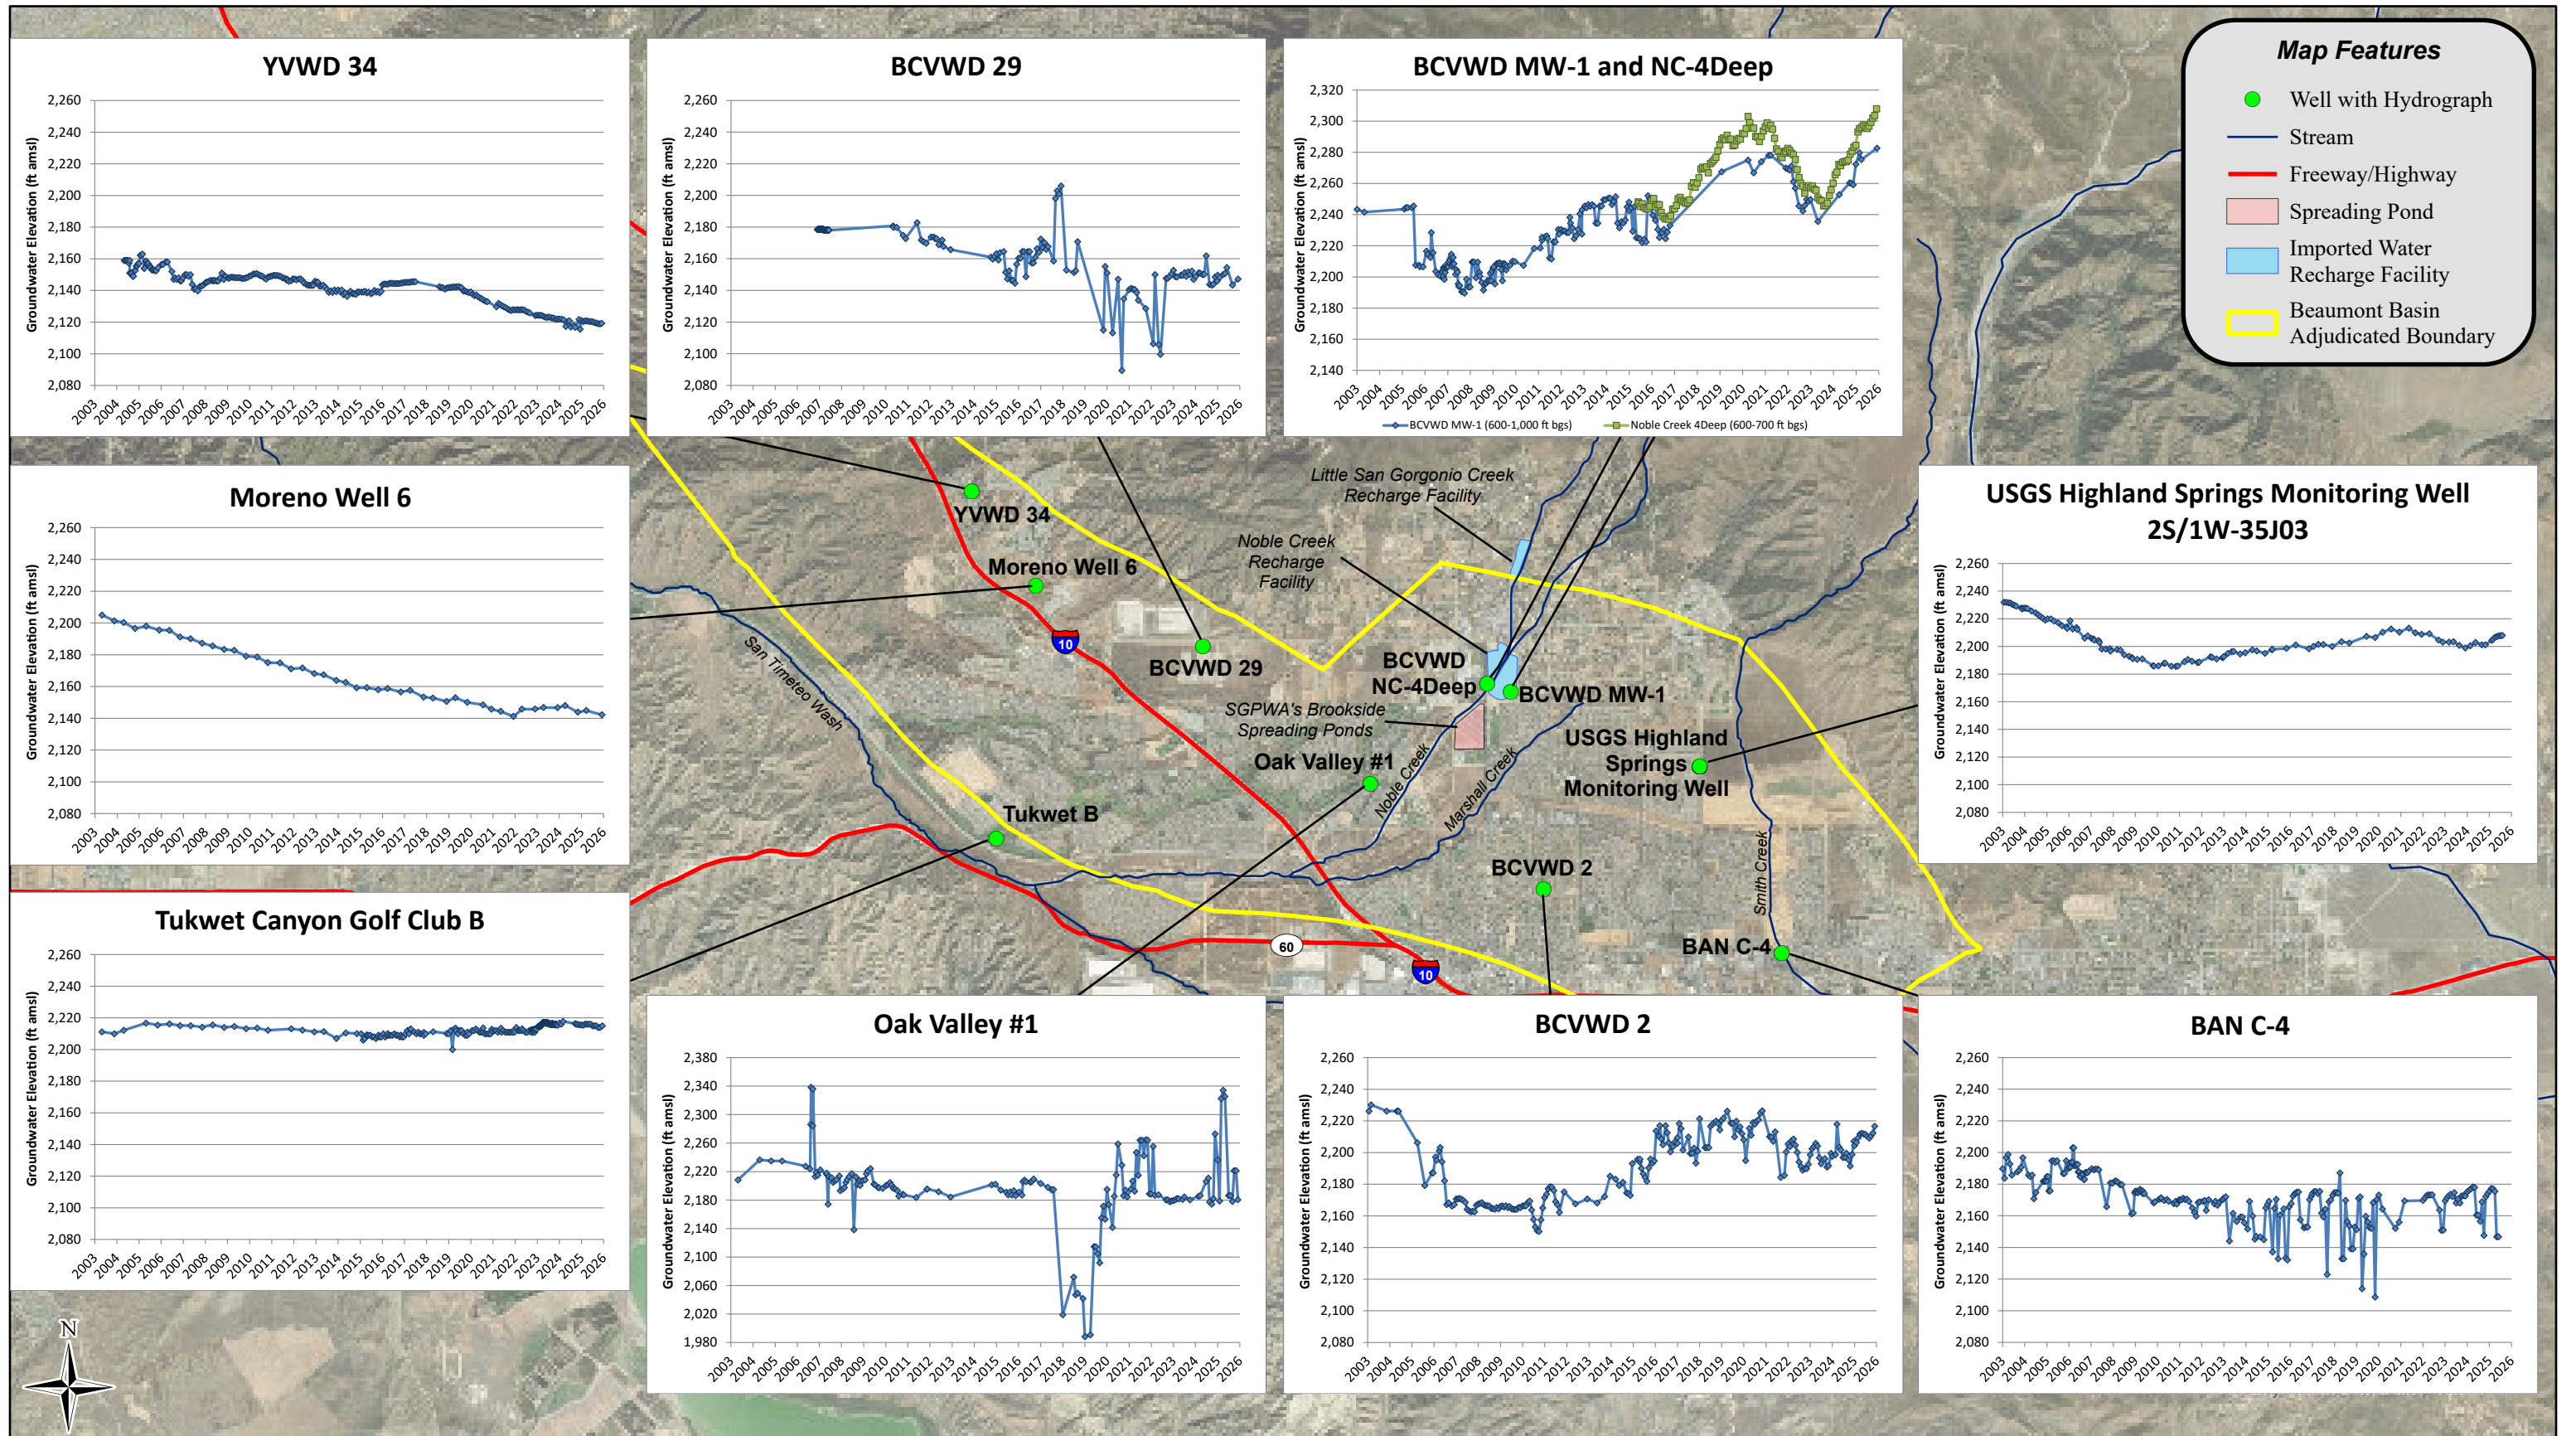 YVWD 34
Groundwater Elevation (ft amsl)
2,260
2,240
2,220
2,200
2,180
2,160
2,140
2,120
2,100
2,080
2003 2004 2005 2006 2007 2008 2009 2010 2011 2012 2013 2014 2015 2016 2017 2018 2019 2020 2021 2022 2023 2024 2025 2026
BCVWD 29
Groundwater Elevation (ft amsl)
2,260
2,240
2,220
2,200
2,180
2,160
2,140
2,120
2,100
2,080
2003 2004 2005 2006 2007 2008 2009 2010 2011 2012 2013 2014 2015 2016 2017 2018 2019 2020 2021 2022 2023 2024 2025 2026
BCVWD MW-1 and NC-4Deep
Groundwater Elevation (ft amsl)
2,320
2,300
2,280
2,260
2,240
2,220
2,200
2,180
2,160
2,140
2003 2004 2005 2006 2007 2008 2009 2010 2011 2012 2013 2014 2015 2016 2017 2018 2019 2020 2021 2022 2023 2024 2025 2026
BCVWD MW-1 (600-1,000 ft bgs)
Noble Creek 4Deep (600-700 ft bgs)
Map Features
Well with Hydrograph
Stream
Freeway/Highway
Spreading Pond
Imported Water
Recharge Facility
Beaumont Basin
Adjudicated Boundary
Moreno Well 6
Groundwater Elevation (ft amsl)
2,260
2,240
2,220
2,200
2,180
2,160
2,140
2,120
2,100
2,080
2003 2004 2005 2006 2007 2008 2009 2010 2011 2012 2013 2014 2015 2016 2017 2018 2019 2020 2021 2022 2023 2024 2025 2026
Little San Gorgonio Creek
Recharge Facility
YVWD 34
Noble Creek
Recharge
Facility
Moreno Well 6
10
San Timeteo Wash
BCVWD 29
BCVWD
NC-4Deep
BCVWD MW-1
SGPWA's Brookside
Spreading Ponds
Oak Valley #1
Noble Creek
Marshall Creek
USGS Highland
Springs
Monitoring Well
Tukwet B
BCVWD 2
Smith Creek
BAN C-4
60
10
USGS Highland Springs Monitoring Well
2S/1W-35J03
Groundwater Elevation (ft amsl)
2,260
2,240
2,220
2,200
2,180
2,160
2,140
2,120
2,100
2,080
2003 2004 2005 2006 2007 2008 2009 2010 2011 2012 2013 2014 2015 2016 2017 2018 2019 2020 2021 2022 2023 2024 2025 2026
Tukwet Canyon Golf Club B
Groundwater Elevation (ft amsl)
2,260
2,240
2,220
2,200
2,180
2,160
2,140
2,120
2,100
2,080
2003 2004 2005 2006 2007 2008 2009 2010 2011 2012 2013 2014 2015 2016 2017 2018 2019 2020 2021 2022 2023 2024 2025 2026
Oak Valley #1
Groundwater Elevation (ft amsl)
2,380
2,340
2,300
2,260
2,220
2,180
2,140
2,100
2,060
2,020
1,980
2003 2004 2005 2006 2007 2008 2009 2010 2011 2012 2013 2014 2015 2016 2017 2018 2019 2020 2021 2022 2023 2024 2025 2026
BCVWD 2
Groundwater Elevation (ft amsl)
2,260
2,240
2,220
2,200
2,180
2,160
2,140
2,120
2,100
2,080
2003 2004 2005 2006 2007 2008 2009 2010 2011 2012 2013 2014 2015 2016 2017 2018 2019 2020 2021 2022 2023 2024 2025 2026
BAN C-4
Groundwater Elevation (ft amsl)
2,260
2,240
2,220
2,200
2,180
2,160
2,140
2,120
2,100
2,080
2003 2004 2005 2006 2007 2008 2009 2010 2011 2012 2013 2014 2015 2016 2017 2018 2019 2020 2021 2022 2023 2024 2025 2026
N